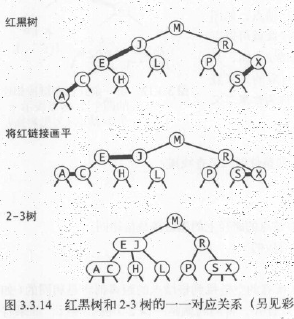 红黑树
M
J R
E L P X
C H S
A
将红链接画平
M
E J R
A C H L P S X
2-3树
M
E J R
A C H L P S X
图 3.3.14 红黑树和 2-3 树的一一对应关系（另见彩